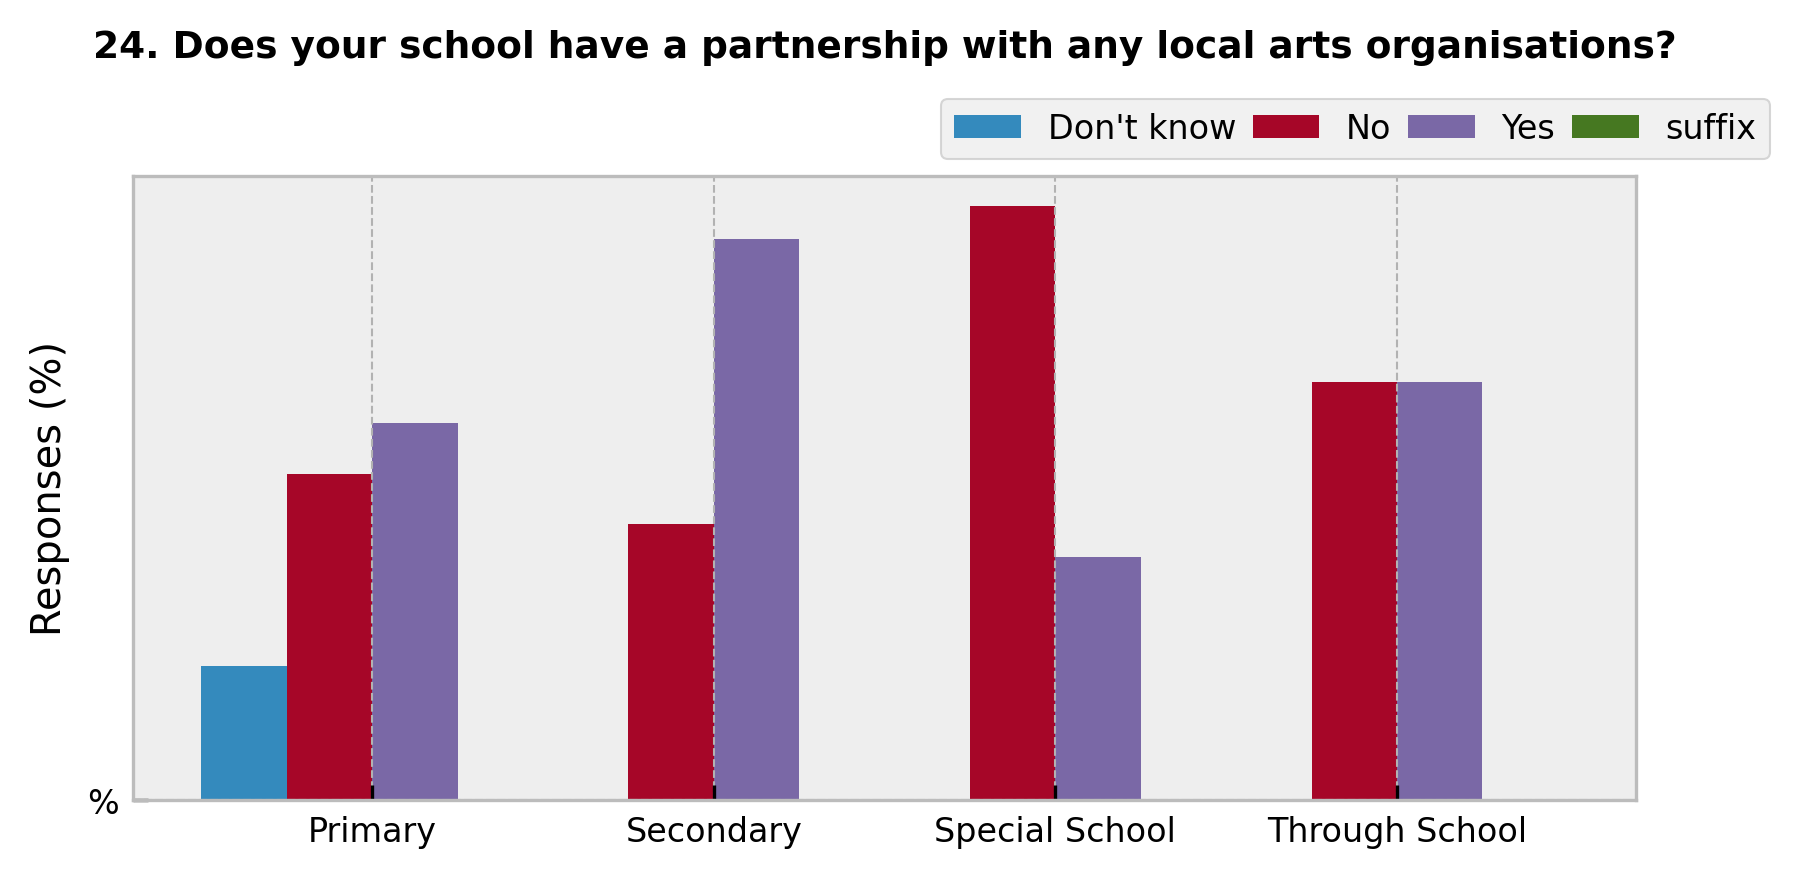 24. Does your school have a partnership with any local arts organisations?
Don't know No Yes suffix
Responses (%)
%
Primary Secondary Special School Through School